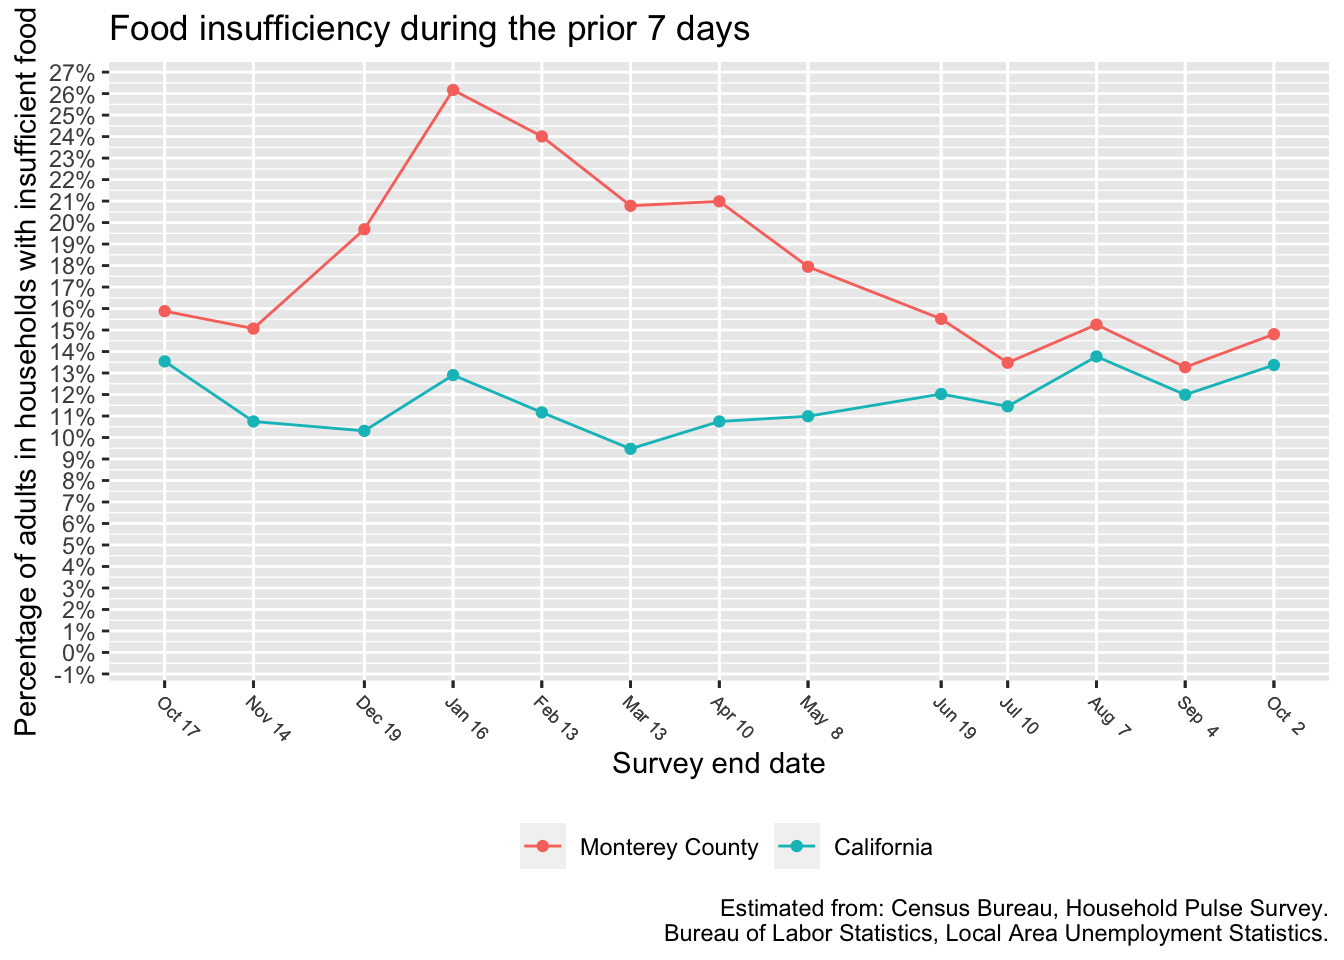 Food insufficiency during the prior 7 days
Percentage of adults in households with insufficient food
27%
26%
25%
24%
23%
22%
21%
20%
19%
18%
17%
16%
15%
14%
13%
12%
11%
10%
9%
8%
7%
6%
5%
4%
3%
2%
1%
0%
-1%
Oct 17
Nov 14
Dec 19
Jan 16
Feb 13
Mar 13
Apr 10
May 8
Jun 19
Jul 10
Aug 7
Sep 4
Oct 2
Survey end date
Monterey County
California
Estimated from: Census Bureau, Household Pulse Survey.
Bureau of Labor Statistics, Local Area Unemployment Statistics.